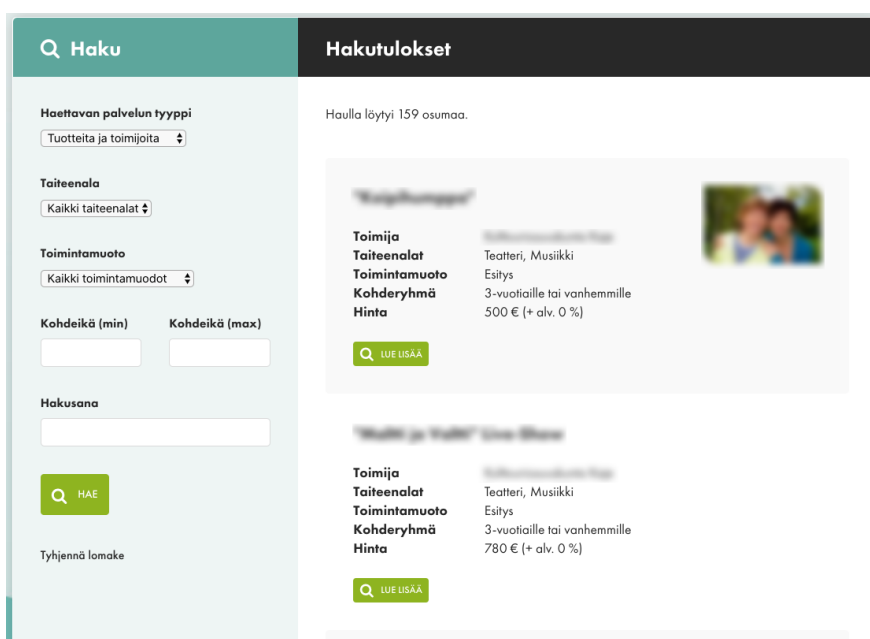 Haku
Haettavan palvelun tyyppi
Tuotteita ja toimijoita
Taiteenala
Kaikki taiteenalat
Toimintamuoto
Kaikki toimintamuodot
Kohdeikä (min) Kohdeikä (max)
Hakusana
HAE
Tyhjennä lomake
Hakutulokset
Haulla löytyi 159 osumaa.
Toimija
Taiteenalat Teatteri, Musiikki
Toimintamuoto Esitys
Kohderyhmä 3-vuotiaille tai vanhemmille
Hinta 500 € (+ alv. 0 %)
LUE LISÄÄ
Toimija
Taiteenalat Teatteri, Musiikki
Toimintamuoto Esitys
Kohderyhmä 3-vuotiaille tai vanhemmille
Hinta 780 € (+ alv. 0 %)
LUE LISÄÄ